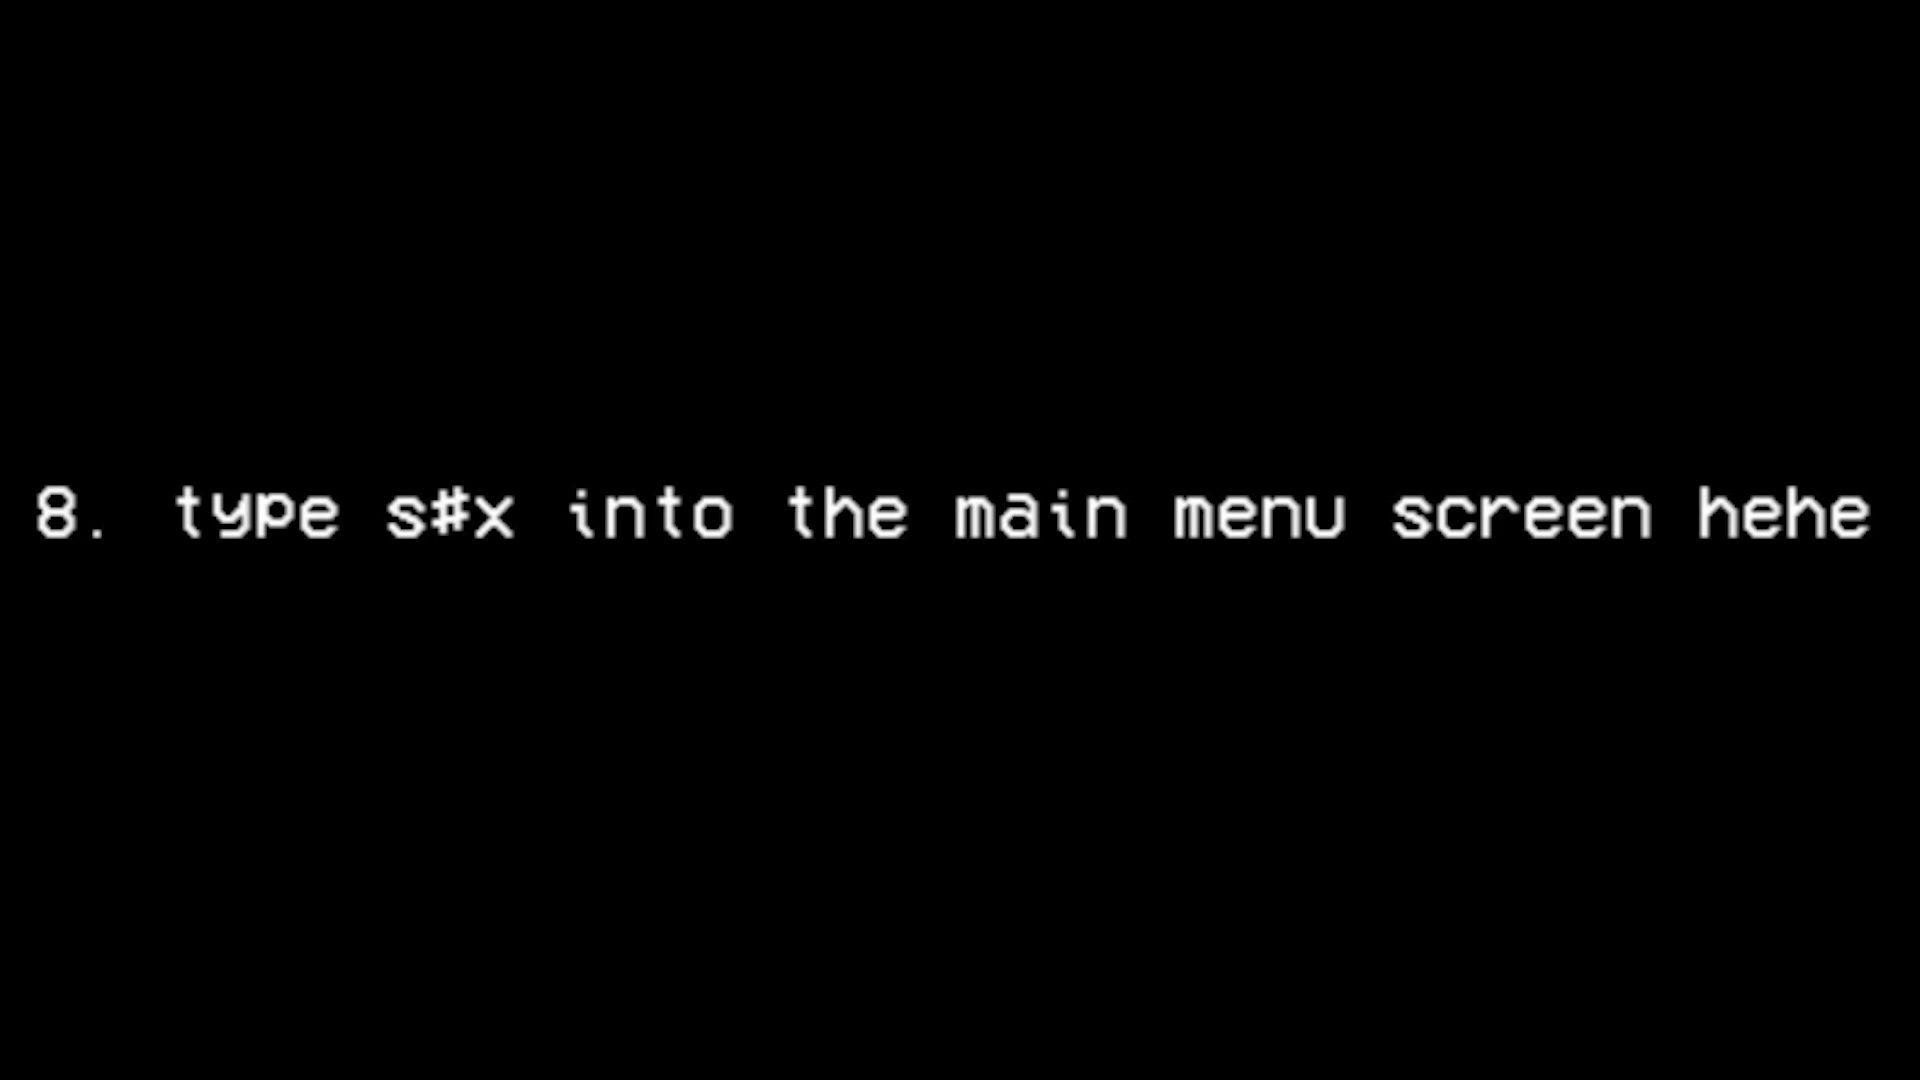 8. type s#x into the main menu screen hehe